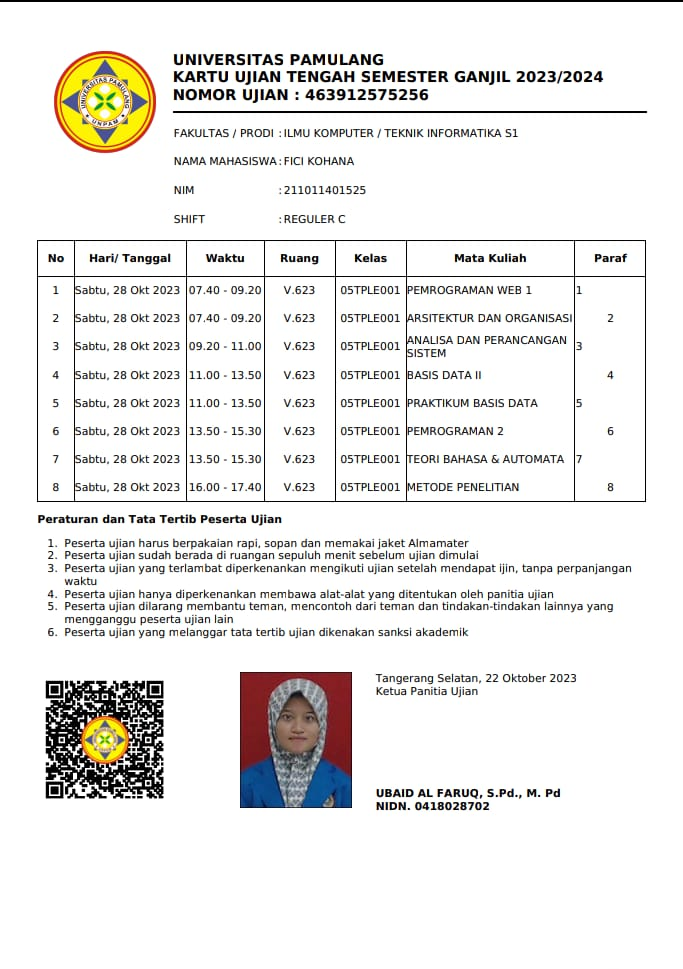 UNIVERSITAS PAMULANG
UNPAM
UNIVERSITAS PAMULANG
KARTU UJIAN TENGAH SEMESTER GANJIL 2023/2024
NOMOR UJIAN : 463912575256
FAKULTAS / PRODI : ILMU KOMPUTER / TEKNIK INFORMATIKA S1
NAMA MAHASISWA : FICI KOHANA
NIM : 211011401525
SHIFT : REGULER C
No Hari/ Tanggal Waktu Ruang Kelas Mata Kuliah Paraf
1 Sabtu, 28 Okt 2023 07.40 - 09.20 V.623 05TPLE001 PEMROGRAMAN WEB 1 1
2 Sabtu, 28 Okt 2023 07.40 - 09.20 V.623 05TPLE001 ARSITEKTUR DAN ORGANISASI 2
3 Sabtu, 28 Okt 2023 09.20 - 11.00 V.623 05TPLE001 ANALISA DAN PERANCANGAN SISTEM 3
4 Sabtu, 28 Okt 2023 11.00 - 13.50 V.623 05TPLE001 BASIS DATA II 4
5 Sabtu, 28 Okt 2023 11.00 - 13.50 V.623 05TPLE001 PRAKTIKUM BASIS DATA 5
6 Sabtu, 28 Okt 2023 13.50 - 15.30 V.623 05TPLE001 PEMROGRAMAN 2 6
7 Sabtu, 28 Okt 2023 13.50 - 15.30 V.623 05TPLE001 TEORI BAHASA & AUTOMATA 7
8 Sabtu, 28 Okt 2023 16.00 - 17.40 V.623 05TPLE001 METODE PENELITIAN 8
Peraturan dan Tata Tertib Peserta Ujian
1. Peserta ujian harus berpakaian rapi, sopan dan memakai jaket Almamater
2. Peserta ujian sudah berada di ruangan sepuluh menit sebelum ujian dimulai
3. Peserta ujian yang terlambat diperkenankan mengikuti ujian setelah mendapat ijin, tanpa perpanjangan
waktu
4. Peserta ujian hanya diperkenankan membawa alat-alat yang ditentukan oleh panitia ujian
5. Peserta ujian dilarang membantu teman, mencontoh dari teman dan tindakan-tindakan lainnya yang
mengganggu peserta ujian lain
6. Peserta ujian yang melanggar tata tertib ujian dikenakan sanksi akademik
Tangerang Selatan, 22 Oktober 2023
Ketua Panitia Ujian
UBAID AL FARUQ, S.Pd., M. Pd
NIDN. 0418028702